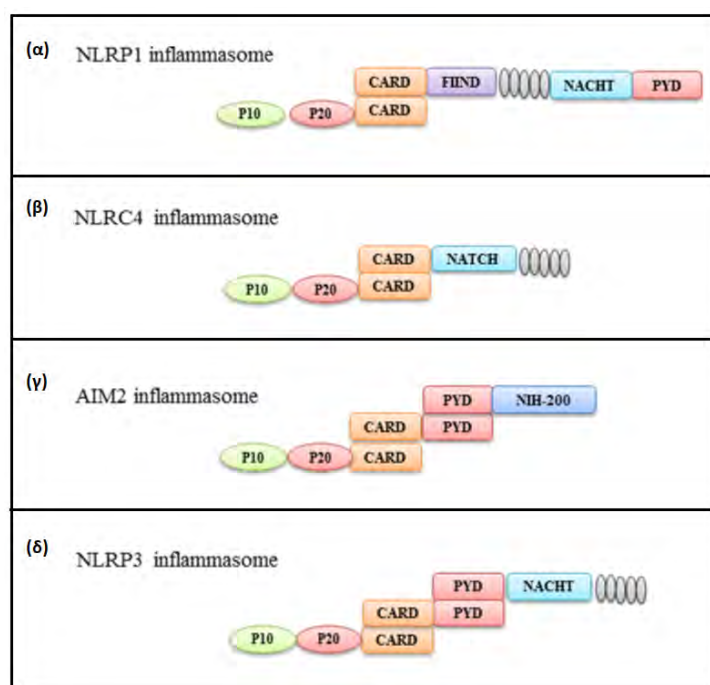 (α) NLRP1 inflammasome
CARD FIIND NACHT PYD
P10 P20 CARD
(β) NLRC4 inflammasome
CARD NATCH
P10 P20 CARD
(γ) AIM2 inflammasome
PYD NIH-200
CARD PYD
P10 P20 CARD
(δ) NLRP3 inflammasome
PYD NACHT
CARD PYD
P10 P20 CARD